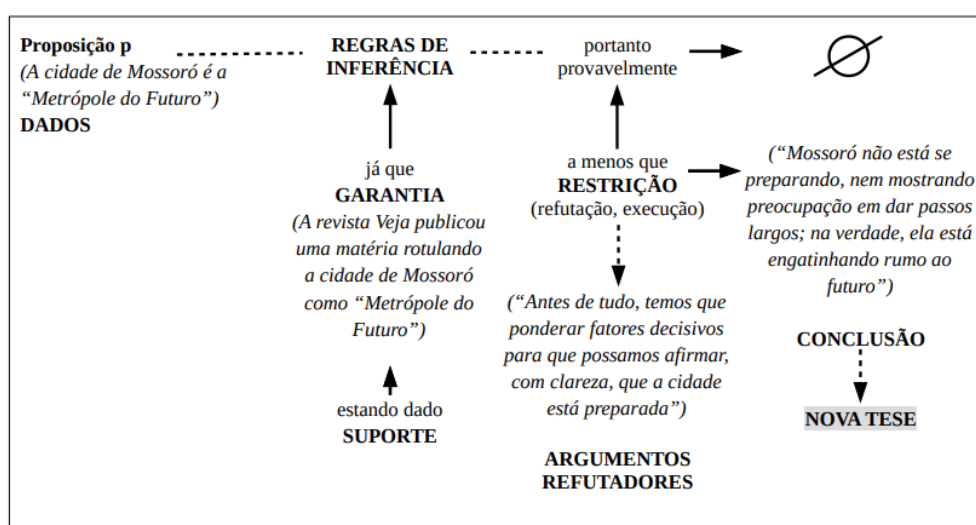 Proposição p
(A cidade de Mossoró é a
“Metrópole do Futuro”)
DADOS
REGRAS DE
INFERÊNCIA
já que
GARANTIA
(A revista Veja publicou
uma matéria rotulando
a cidade de Mossoró
como “Metrópole do
Futuro”)
estando dado
SUPORTE
portanto
provavelmente
a menos que
RESTRIÇÃO
(refutação, execução)
(“Antes de tudo, temos que
ponderar fatores decisivos
para que possamos afirmar,
com clareza, que a cidade
está preparada”)
ARGUMENTOS
REFUTADORES
(“Mossoró não está se
preparando, nem mostrando
preocupação em dar passos
largos; na verdade, ela está
engatinhando rumo ao
futuro”)
CONCLUSÃO
NOVA TESE